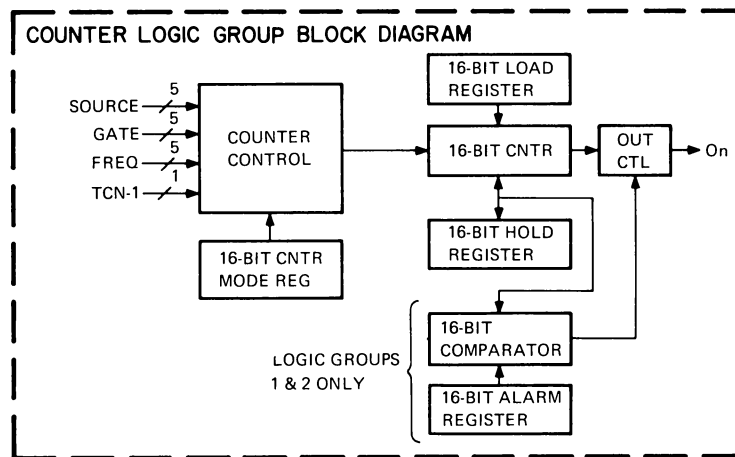 COUNTER LOGIC GROUP BLOCK DIAGRAM
5
SOURCE
5
GATE
5
FREQ
1
TCN-1
COUNTER
CONTROL
16-BIT CNTR
MODE REG
16-BIT LOAD
REGISTER
16-BIT CNTR
OUT
CTL
On
16-BIT HOLD
REGISTER
LOGIC GROUPS
1 & 2 ONLY
16-BIT
COMPARATOR
16-BIT ALARM
REGISTER